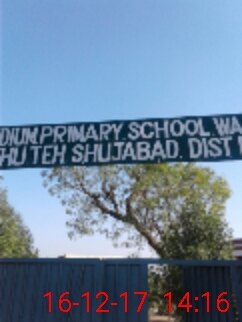 DIUM.PRIMARY.SCHOOL WA
HU TEH SHUJABAD. DIST
16-12-17 14:16